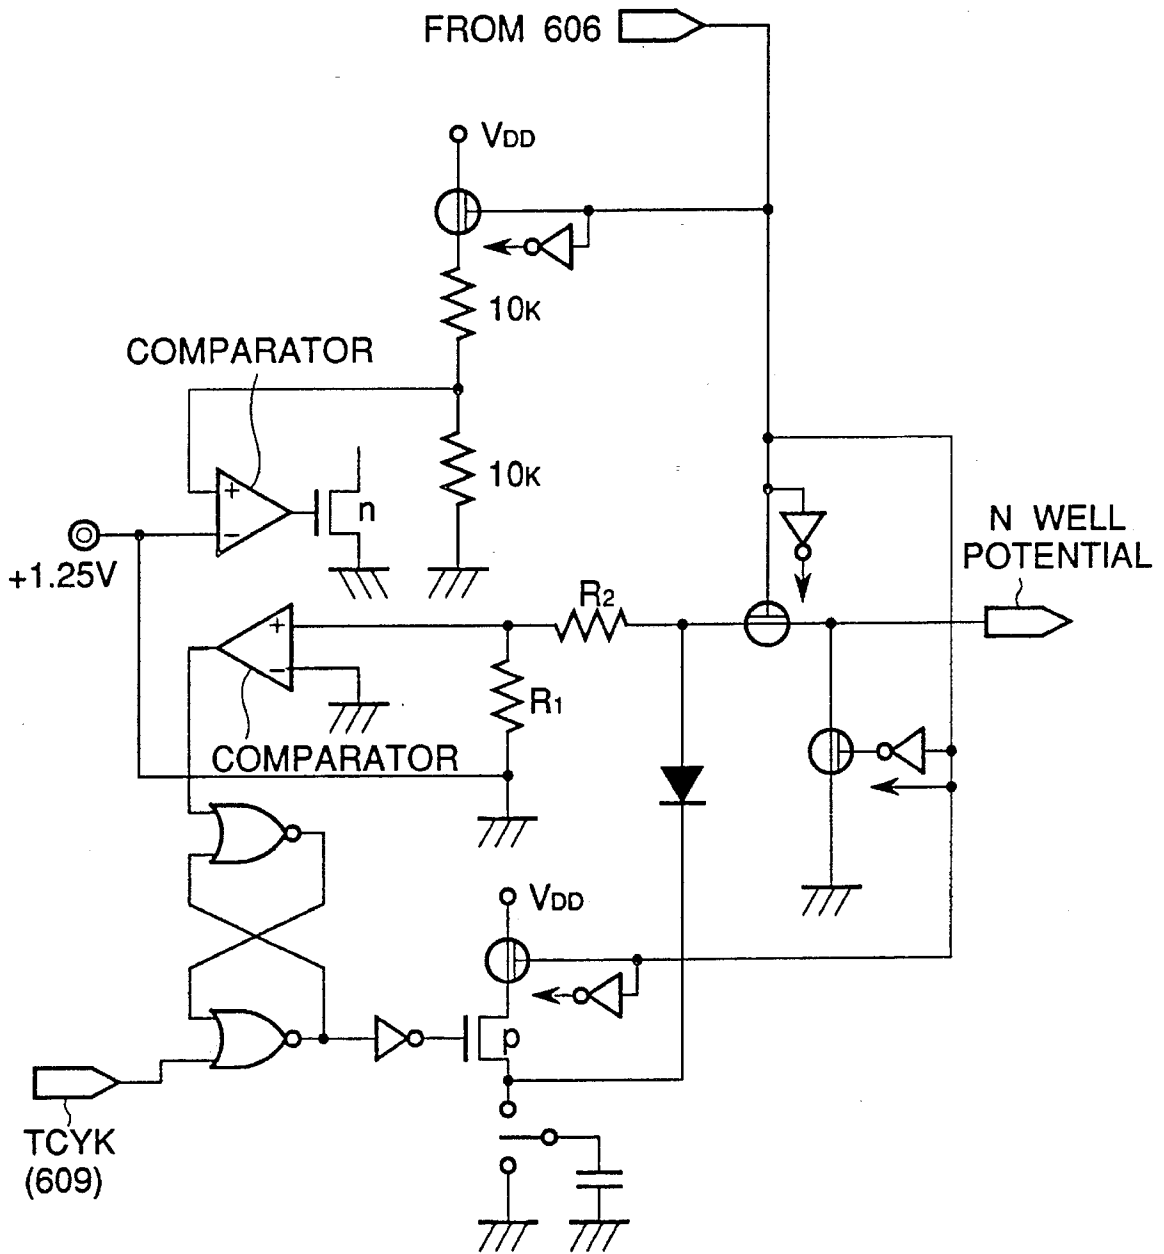 FROM 606
VDD
10K
COMPARATOR
10K
+
−
n
+1.25V
N WELL
POTENTIAL
R2
+
−
R1
COMPARATOR
VDD
p
TCYK
(609)